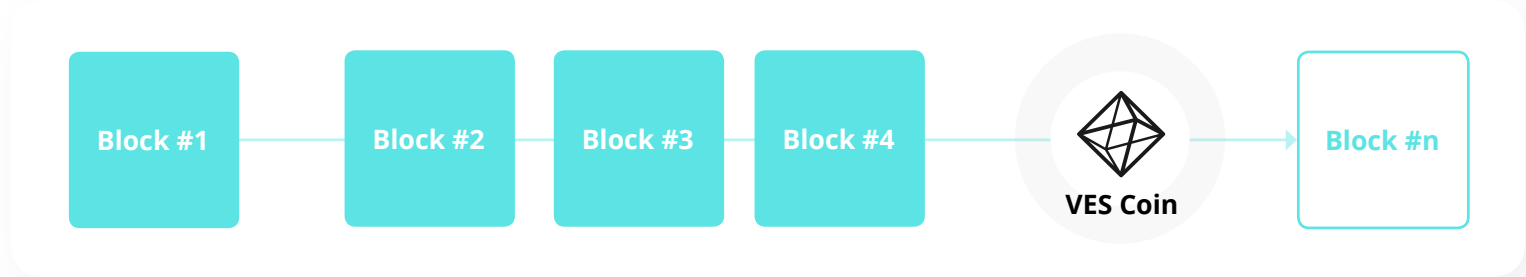 Block #1
Block #2
Block #3
Block #4
VES Coin
Block #n